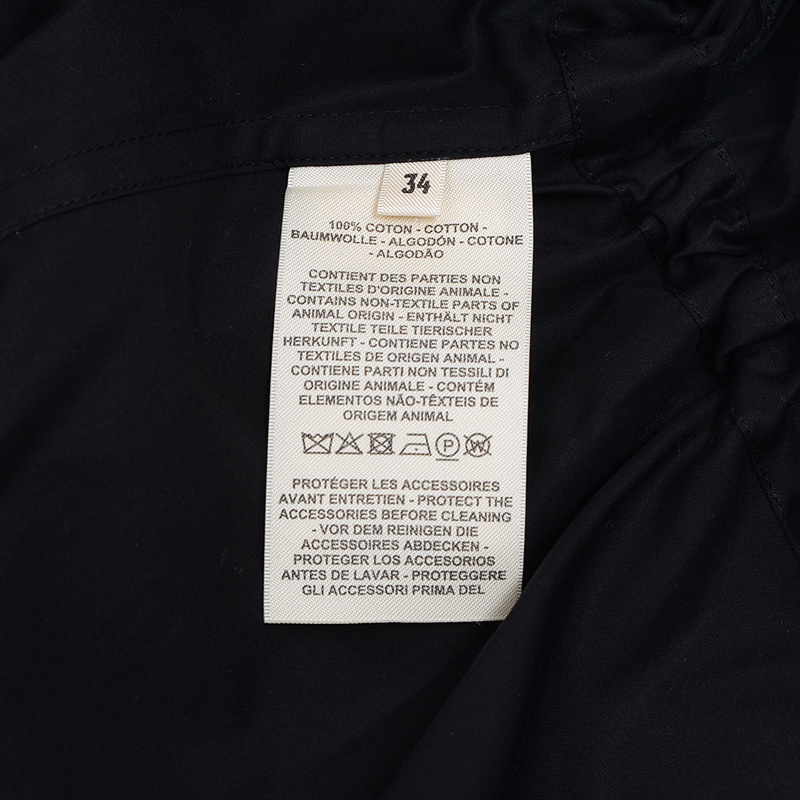 34
100% COTON - COTTON -
BAUMWOLLE - ALGODÓN - COTONE
- ALGODÃO
CONTIENT DES PARTIES NON
TEXTILES D'ORIGINE ANIMALE -
CONTAINS NON-TEXTILE PARTS OF
ANIMAL ORIGIN - ENTHÄLT NICHT
TEXTILE TEILE TIERISCHER
HERKUNFT - CONTIENE PARTES NO
TEXTILES DE ORIGEN ANIMAL -
CONTIENE PARTI NON TESSILI DI
ORIGINE ANIMALE - CONTÉM
ELEMENTOS NÃO-TÊXTEIS DE
ORIGEM ANIMAL
P W
PROTÉGER LES ACCESSOIRES
AVANT ENTRETIEN - PROTECT THE
ACCESSORIES BEFORE CLEANING
- VOR DEM REINIGEN DIE
ACCESSOIRES ABDECKEN -
PROTEGER LOS ACCESORIOS
ANTES DE LAVAR - PROTEGGERE
GLI ACCESSORI PRIMA DEL